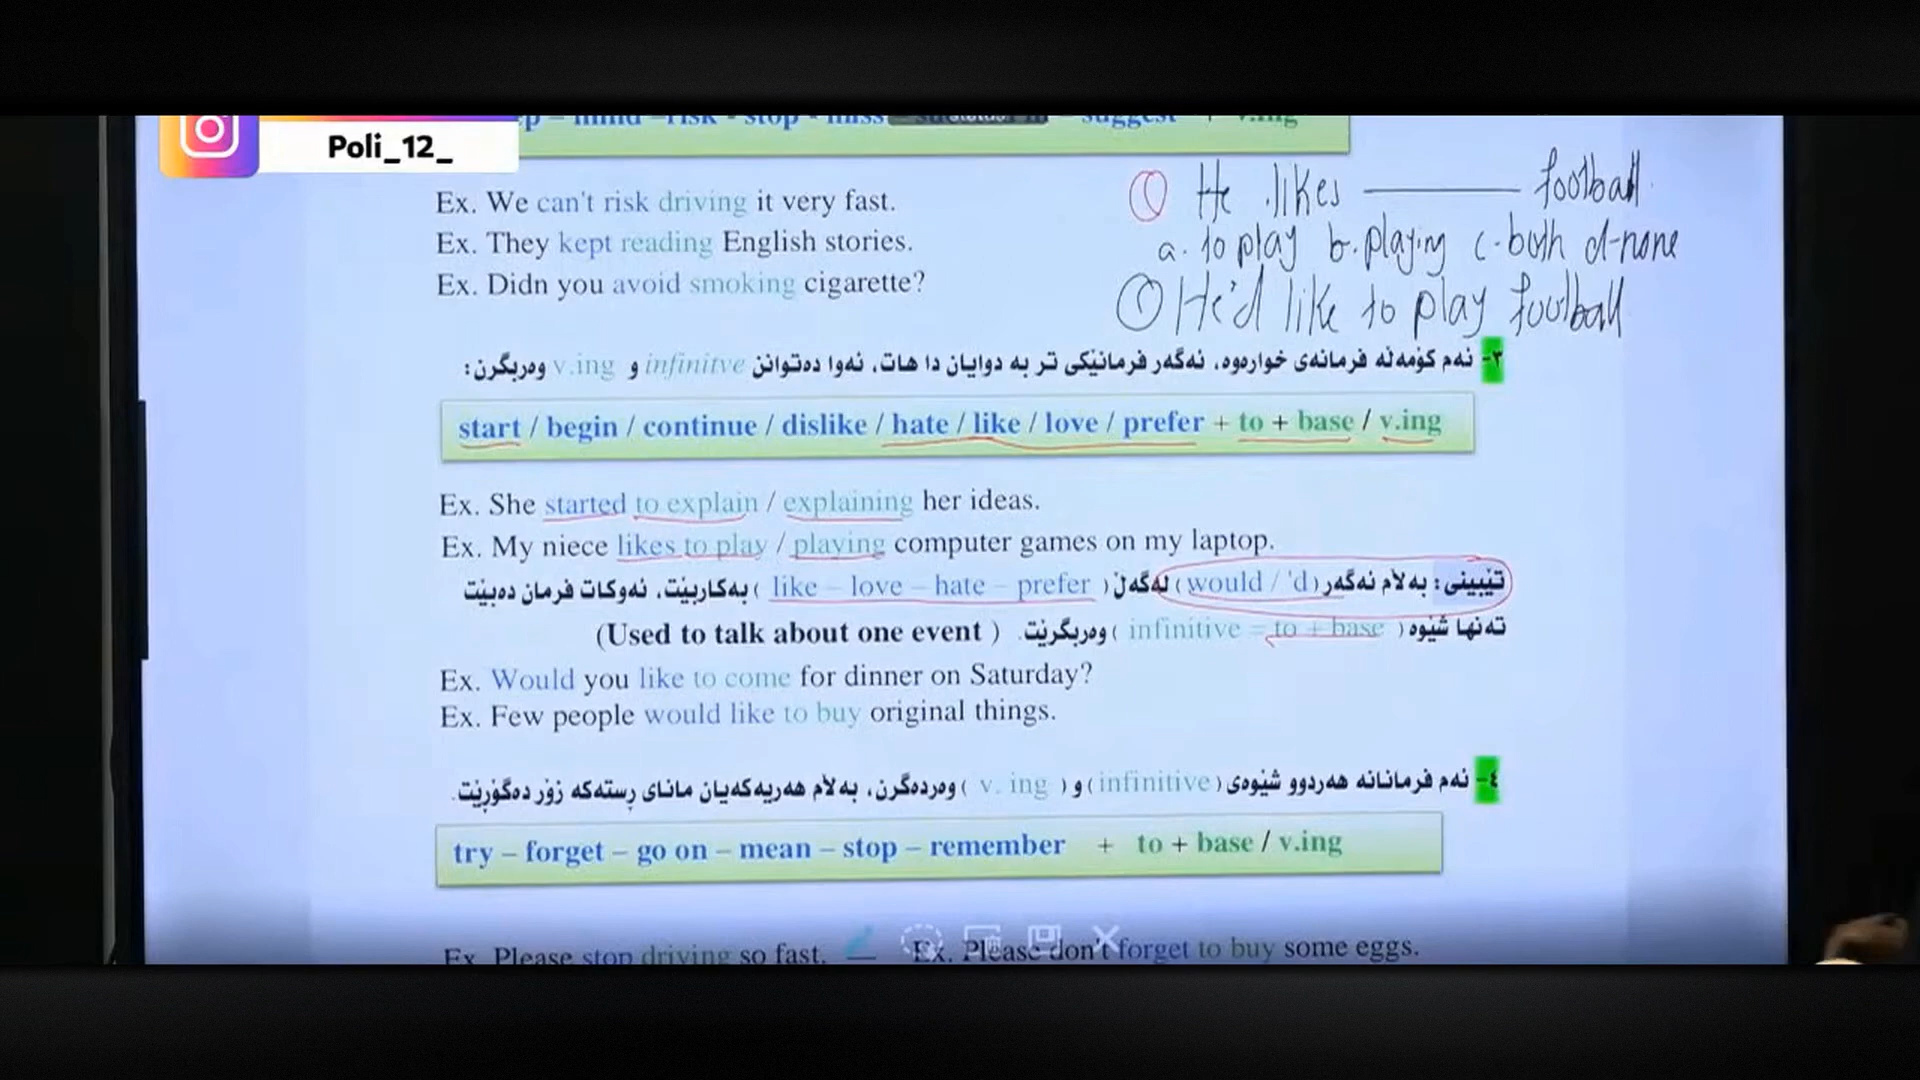 Poli_12_
mind –risk - stop - miss – suggest + v.ing
Ex. We can't risk driving it very fast.
Ex. They kept reading English stories.
Ex. Didn you avoid smoking cigarette?
① He likes ———— football.
a. to play b. playing c. both d-none
① He'd like to play football
٣- ئەم کۆمەڵە فرمانەی خوارەوە، ئەگەر فرمانێکی تر بە دوایان دا هات، ئەوا دەتوانن infinitve و v.ing وەربگرن:
start / begin / continue / dislike / hate / like / love / prefer + to + base / v.ing
Ex. She started to explain / explaining her ideas.
Ex. My niece likes to play / playing computer games on my laptop.
تێبینی: بەڵام ئەگەر (would / 'd) لەگەڵ (like – love – hate – prefer) بەکاربێت، ئەوکات فرمان دەبێت
تەنها شێوە (infinitive = to + base) وەربگرێت. (Used to talk about one event)
Ex. Would you like to come for dinner on Saturday?
Ex. Few people would like to buy original things.
٤- ئەم فرمانانە هەردوو شێوەی (infinitive) و (v. ing) وەردەگرن، بەڵام هەریەکەیان مانای ڕستەکە زۆر دەگۆڕێت.
try – forget – go on – mean – stop – remember + to + base / v.ing
Ex. Please stop driving so fast. Ex. Please don't forget to buy some eggs.